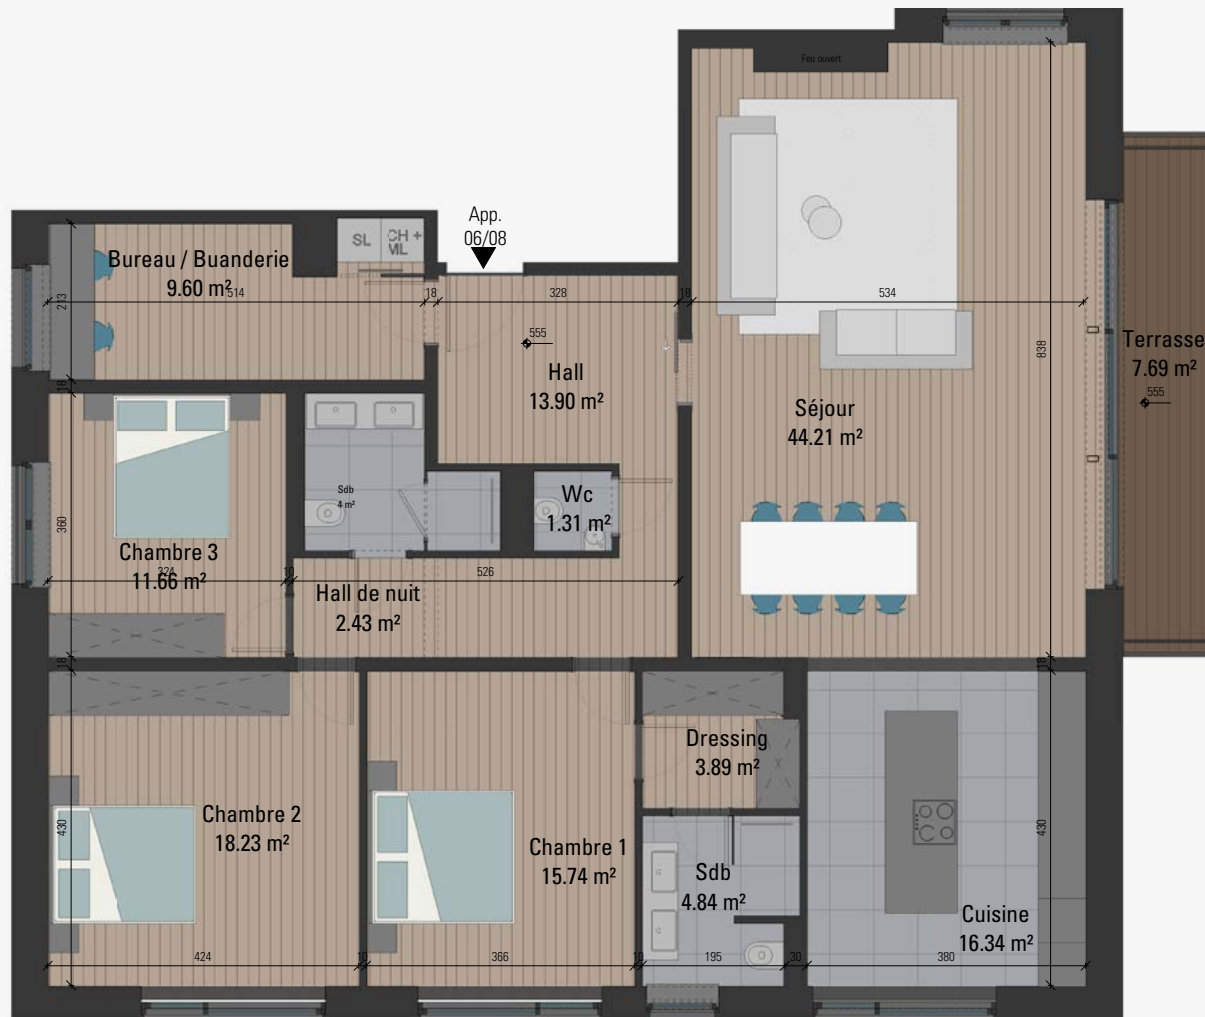 Feu ouvert
App.
06/08
SL
CH +
ML
Bureau / Buanderie
9.60 m²
514
18
328
18
534
213
555
Hall
13.90 m²
838
Terrasse
7.69 m²
555
Séjour
44.21 m²
18
Sdb
4 m²
Wc
1.31 m²
360
Chambre 3
11.66 m²
324
10
526
Hall de nuit
2.43 m²
18
18
Dressing
3.89 m²
Chambre 2
18.23 m²
430
Chambre 1
15.74 m²
430
Sdb
4.84 m²
Cuisine
16.34 m²
424
10
366
10
195
30
380